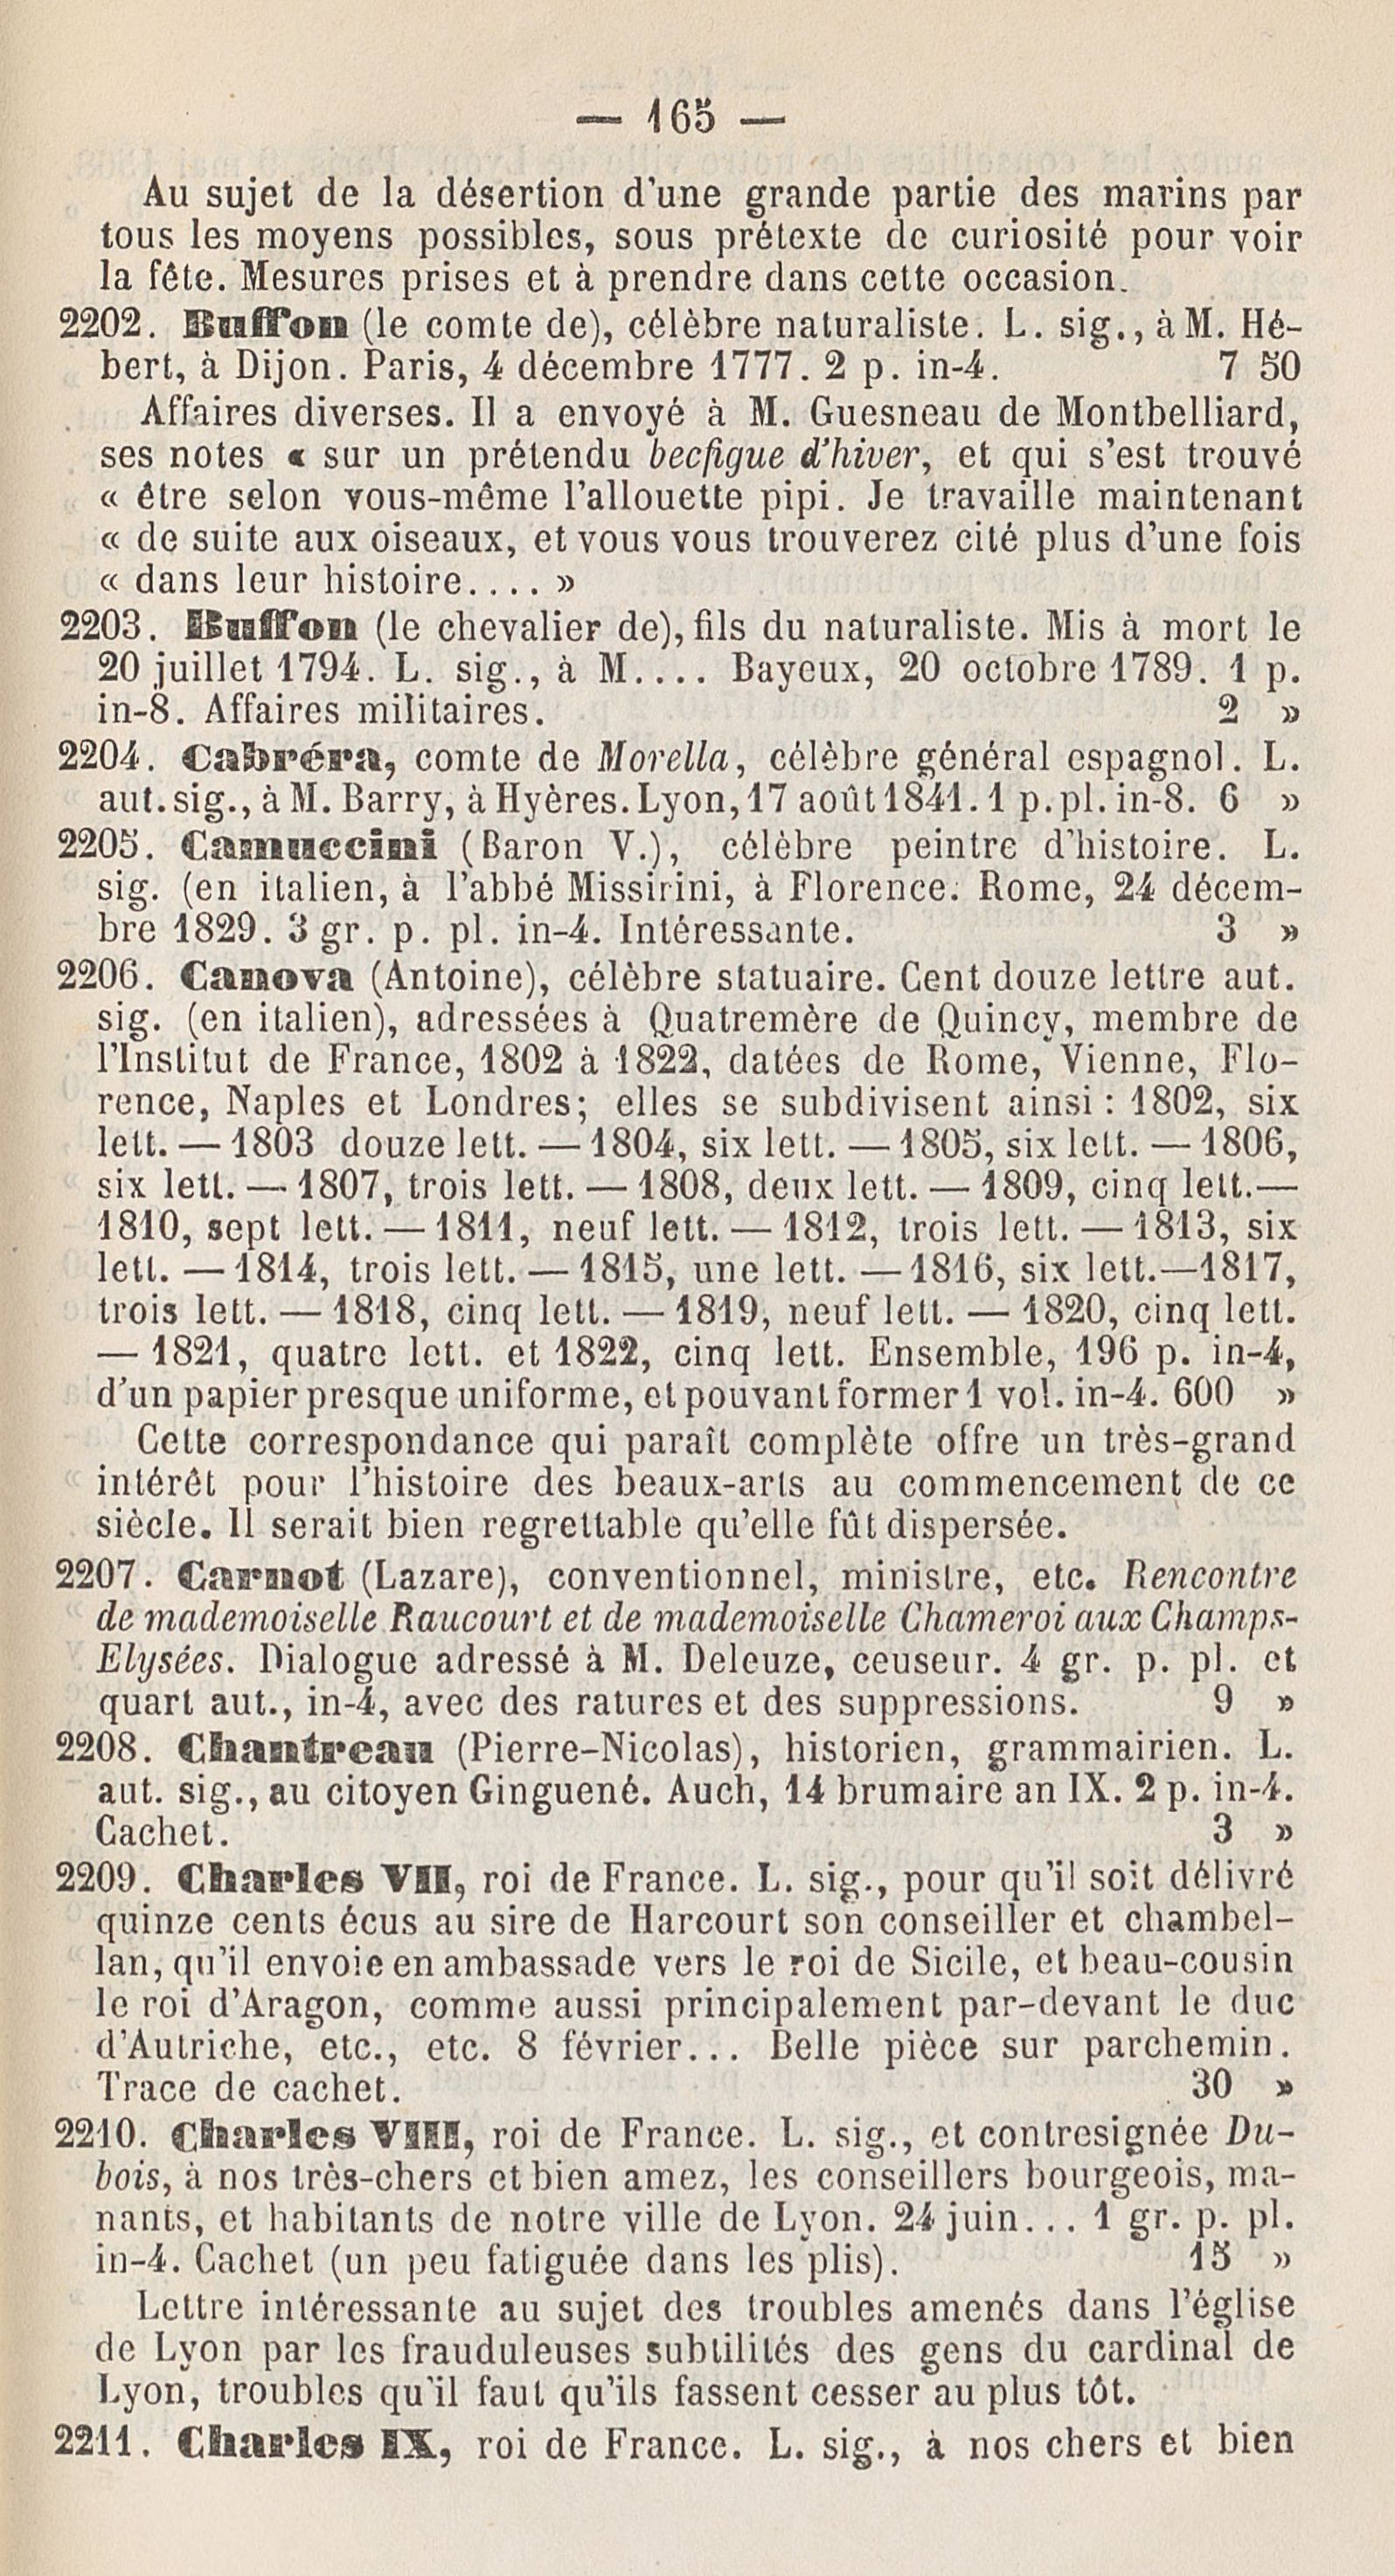 — 165 —
Au sujet de la désertion d'une grande partie des marins par
tous les moyens possibles, sous prétexte de curiosité pour voir
la fête. Mesures prises et à prendre dans cette occasion.
2202. Buffon (le comte de), célèbre naturaliste. L. sig., à M. Hé-
bert, à Dijon. Paris, 4 décembre 1777. 2 p. in-4. 7 50
Affaires diverses. Il a envoyé à M. Guesneau de Montbelliard,
ses notes « sur un prétendu becfigue d'hiver, et qui s'est trouvé
« être selon vous-même l'allouette pipi. Je travaille maintenant
« de suite aux oiseaux, et vous vous trouverez cité plus d'une fois
« dans leur histoire.... »
2203. Buffon (le chevalier de), fils du naturaliste. Mis à mort le
20 juillet 1794. L. sig., à M.... Bayeux, 20 octobre 1789. 1 p.
in-8. Affaires militaires. 2 »
2204. Cabréra, comte de Morella, célèbre général espagnol. L.
aut. sig., à M. Barry, à Hyères. Lyon, 17 août 1841. 1 p. pl. in-8. 6 »
2205. Camuccini (Baron V.), célèbre peintre d'histoire. L.
sig. (en italien, à l'abbé Missirini, à Florence. Rome, 24 décem-
bre 1829. 3 gr. p. pl. in-4. Intéressante. 3 »
2206. Canova (Antoine), célèbre statuaire. Cent douze lettre aut.
sig. (en italien), adressées à Quatremère de Quincy, membre de
l'Institut de France, 1802 à 1822, datées de Rome, Vienne, Flo-
rence, Naples et Londres; elles se subdivisent ainsi : 1802, six
lett. — 1803 douze lett. — 1804, six lett. — 1805, six lett. — 1806,
six lett. — 1807, trois lett. — 1808, deux lett. — 1809, cinq lett. —
1810, sept lett. — 1811, neuf lett. — 1812, trois lett. — 1813, six
lett. — 1814, trois lett. — 1815, une lett. — 1816, six lett. — 1817,
trois lett. — 1818, cinq lett. — 1819, neuf lett. — 1820, cinq lett.
— 1821, quatre lett. et 1822, cinq lett. Ensemble, 196 p. in-4,
d'un papier presque uniforme, et pouvant former 1 vol. in-4. 600 »
Cette correspondance qui paraît complète offre un très-grand
intérêt pour l'histoire des beaux-arts au commencement de ce
siècle. Il serait bien regrettable qu'elle fût dispersée.
2207. Carnot (Lazare), conventionnel, ministre, etc. Rencontre
de mademoiselle Raucourt et de mademoiselle Chameroi aux Champs-
Elysées. Dialogue adressé à M. Deleuze, ceuseur. 4 gr. p. pl. et
quart aut., in-4, avec des ratures et des suppressions. 9 »
2208. Chantreau (Pierre-Nicolas), historien, grammairien. L.
aut. sig., au citoyen Ginguené. Auch, 14 brumaire an IX. 2 p. in-4.
Cachet. 3 »
2209. Charles VII, roi de France. L. sig., pour qu'il soit délivré
quinze cents écus au sire de Harcourt son conseiller et chambel-
lan, qu'il envoie en ambassade vers le roi de Sicile, et beau-cousin
le roi d'Aragon, comme aussi principalement par-devant le duc
d'Autriche, etc., etc. 8 février... Belle pièce sur parchemin.
Trace de cachet. 30 »
2210. Charles VIII, roi de France. L. sig., et contresignée Du-
bois, à nos très-chers et bien amez, les conseillers bourgeois, ma-
nants, et habitants de notre ville de Lyon. 24 juin... 1 gr. p. pl.
in-4. Cachet (un peu fatiguée dans les plis). 15 »
Lettre intéressante au sujet des troubles amenés dans l'église
de Lyon par les frauduleuses subtilités des gens du cardinal de
Lyon, troubles qu'il faut qu'ils fassent cesser au plus tôt.
2211. Charles IX, roi de France. L. sig., à nos chers et bien